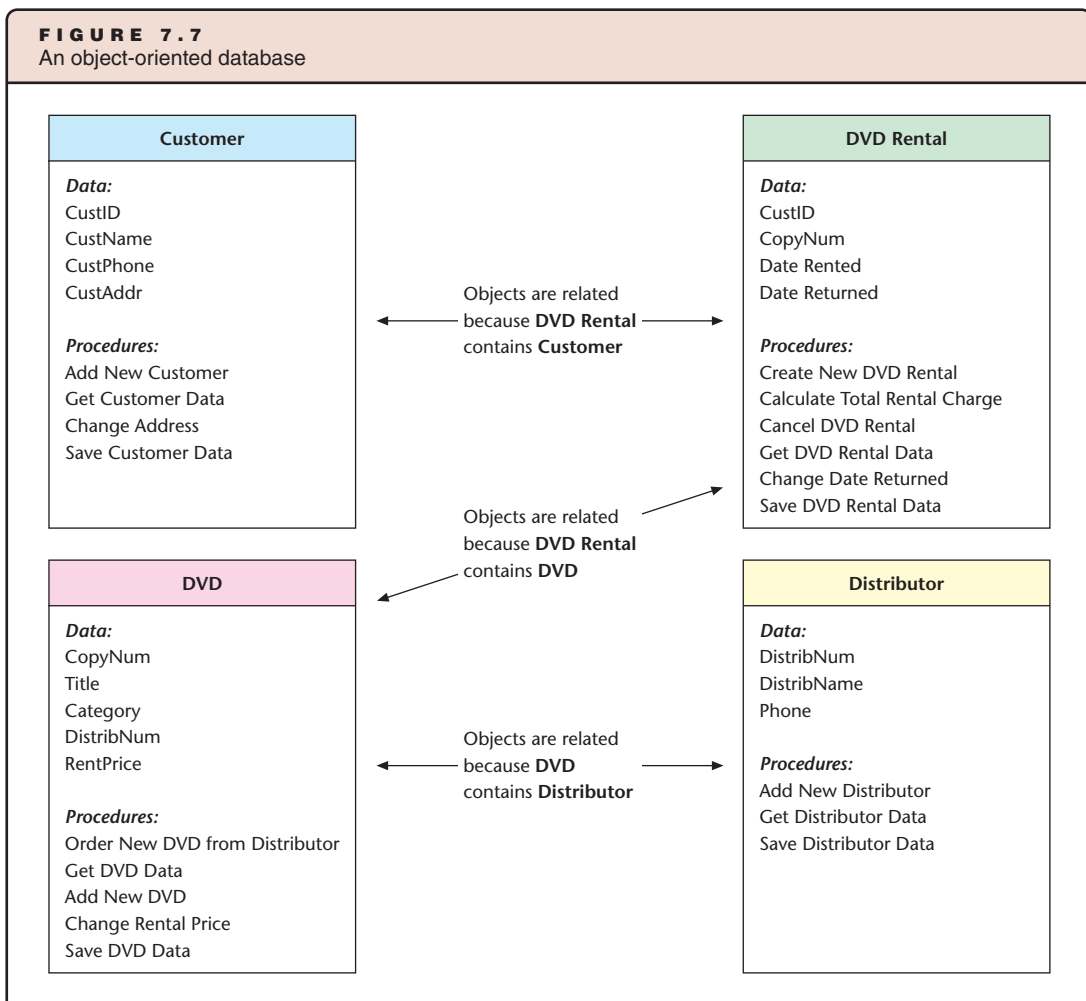 FIGURE 7.7
An object-oriented database
Customer
Data:
CustID
CustName
CustPhone
CustAddr
Procedures:
Add New Customer
Get Customer Data
Change Address
Save Customer Data
Objects are related
because DVD Rental
contains Customer
DVD Rental
Data:
CustID
CopyNum
Date Rented
Date Returned
Procedures:
Create New DVD Rental
Calculate Total Rental Charge
Cancel DVD Rental
Get DVD Rental Data
Change Date Returned
Save DVD Rental Data
Objects are related
because DVD Rental
contains DVD
DVD
Data:
CopyNum
Title
Category
DistribNum
RentPrice
Procedures:
Order New DVD from Distributor
Get DVD Data
Add New DVD
Change Rental Price
Save DVD Data
Objects are related
because DVD
contains Distributor
Distributor
Data:
DistribNum
DistribName
Phone
Procedures:
Add New Distributor
Get Distributor Data
Save Distributor Data